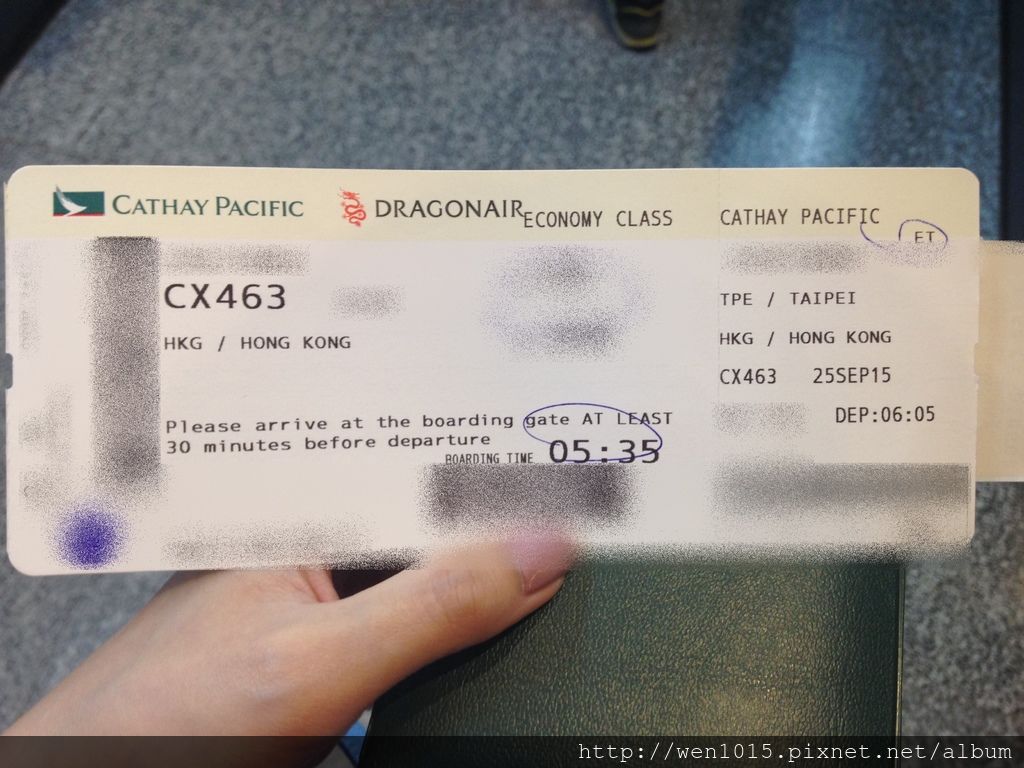 CATHAY PACIFIC DRAGONAIR ECONOMY CLASS
CX463
HKG / HONG KONG
Please arrive at the boarding gate AT LEAST
30 minutes before departure
BOARDING TIME 05:35
CATHAY PACIFIC
ET
TPE / TAIPEI
HKG / HONG KONG
CX463 25SEP15
DEP:06:05
http://wen1015.pixnet.net/album